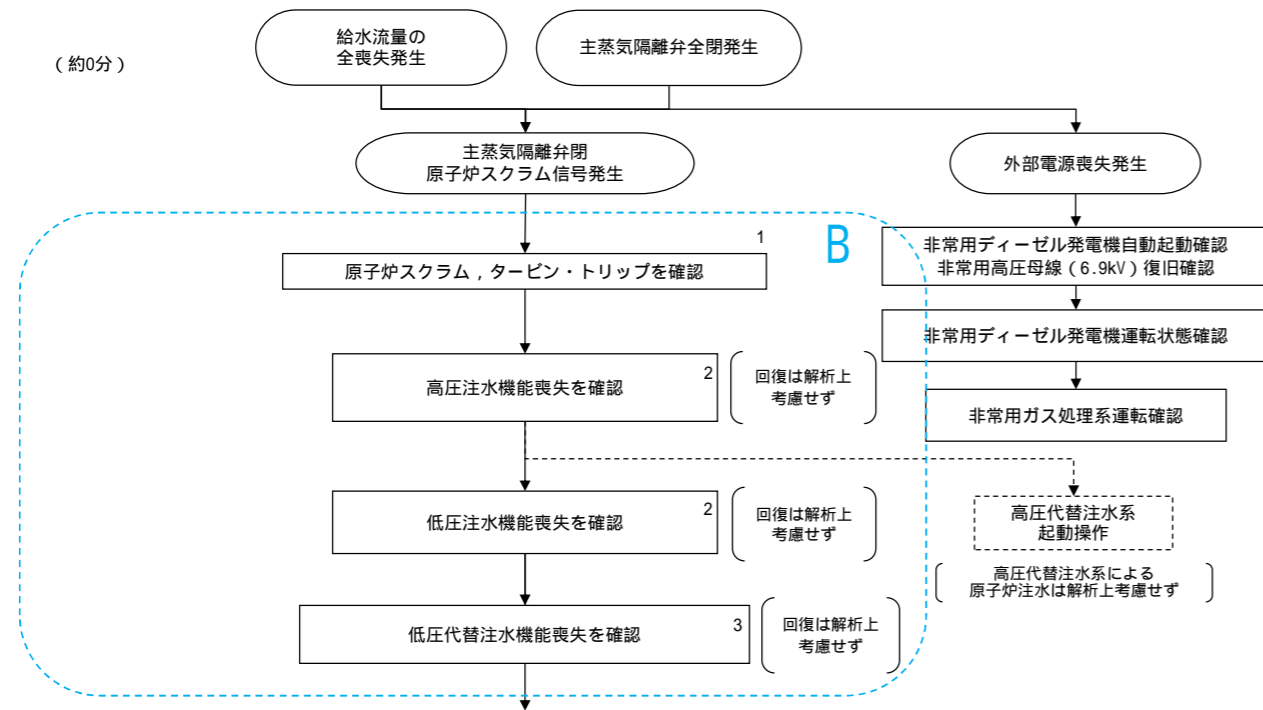 給水流量の
全喪失発生
主蒸気隔離弁全閉発生
(約0分)
主蒸気隔離弁閉
原子炉スクラム信号発生
外部電源喪失発生
B
1
原子炉スクラム,タービン・トリップを確認
非常用ディーゼル発電機自動起動確認
非常用高圧母線(6.9kV)復旧確認
非常用ディーゼル発電機運転状態確認
高圧注水機能喪失を確認
2
回復は解析上
考慮せず
非常用ガス処理系運転確認
低圧注水機能喪失を確認
2
回復は解析上
考慮せず
高圧代替注水系
起動操作
高圧代替注水系による
原子炉注水は解析上考慮せず
低圧代替注水機能喪失を確認
3
回復は解析上
考慮せず